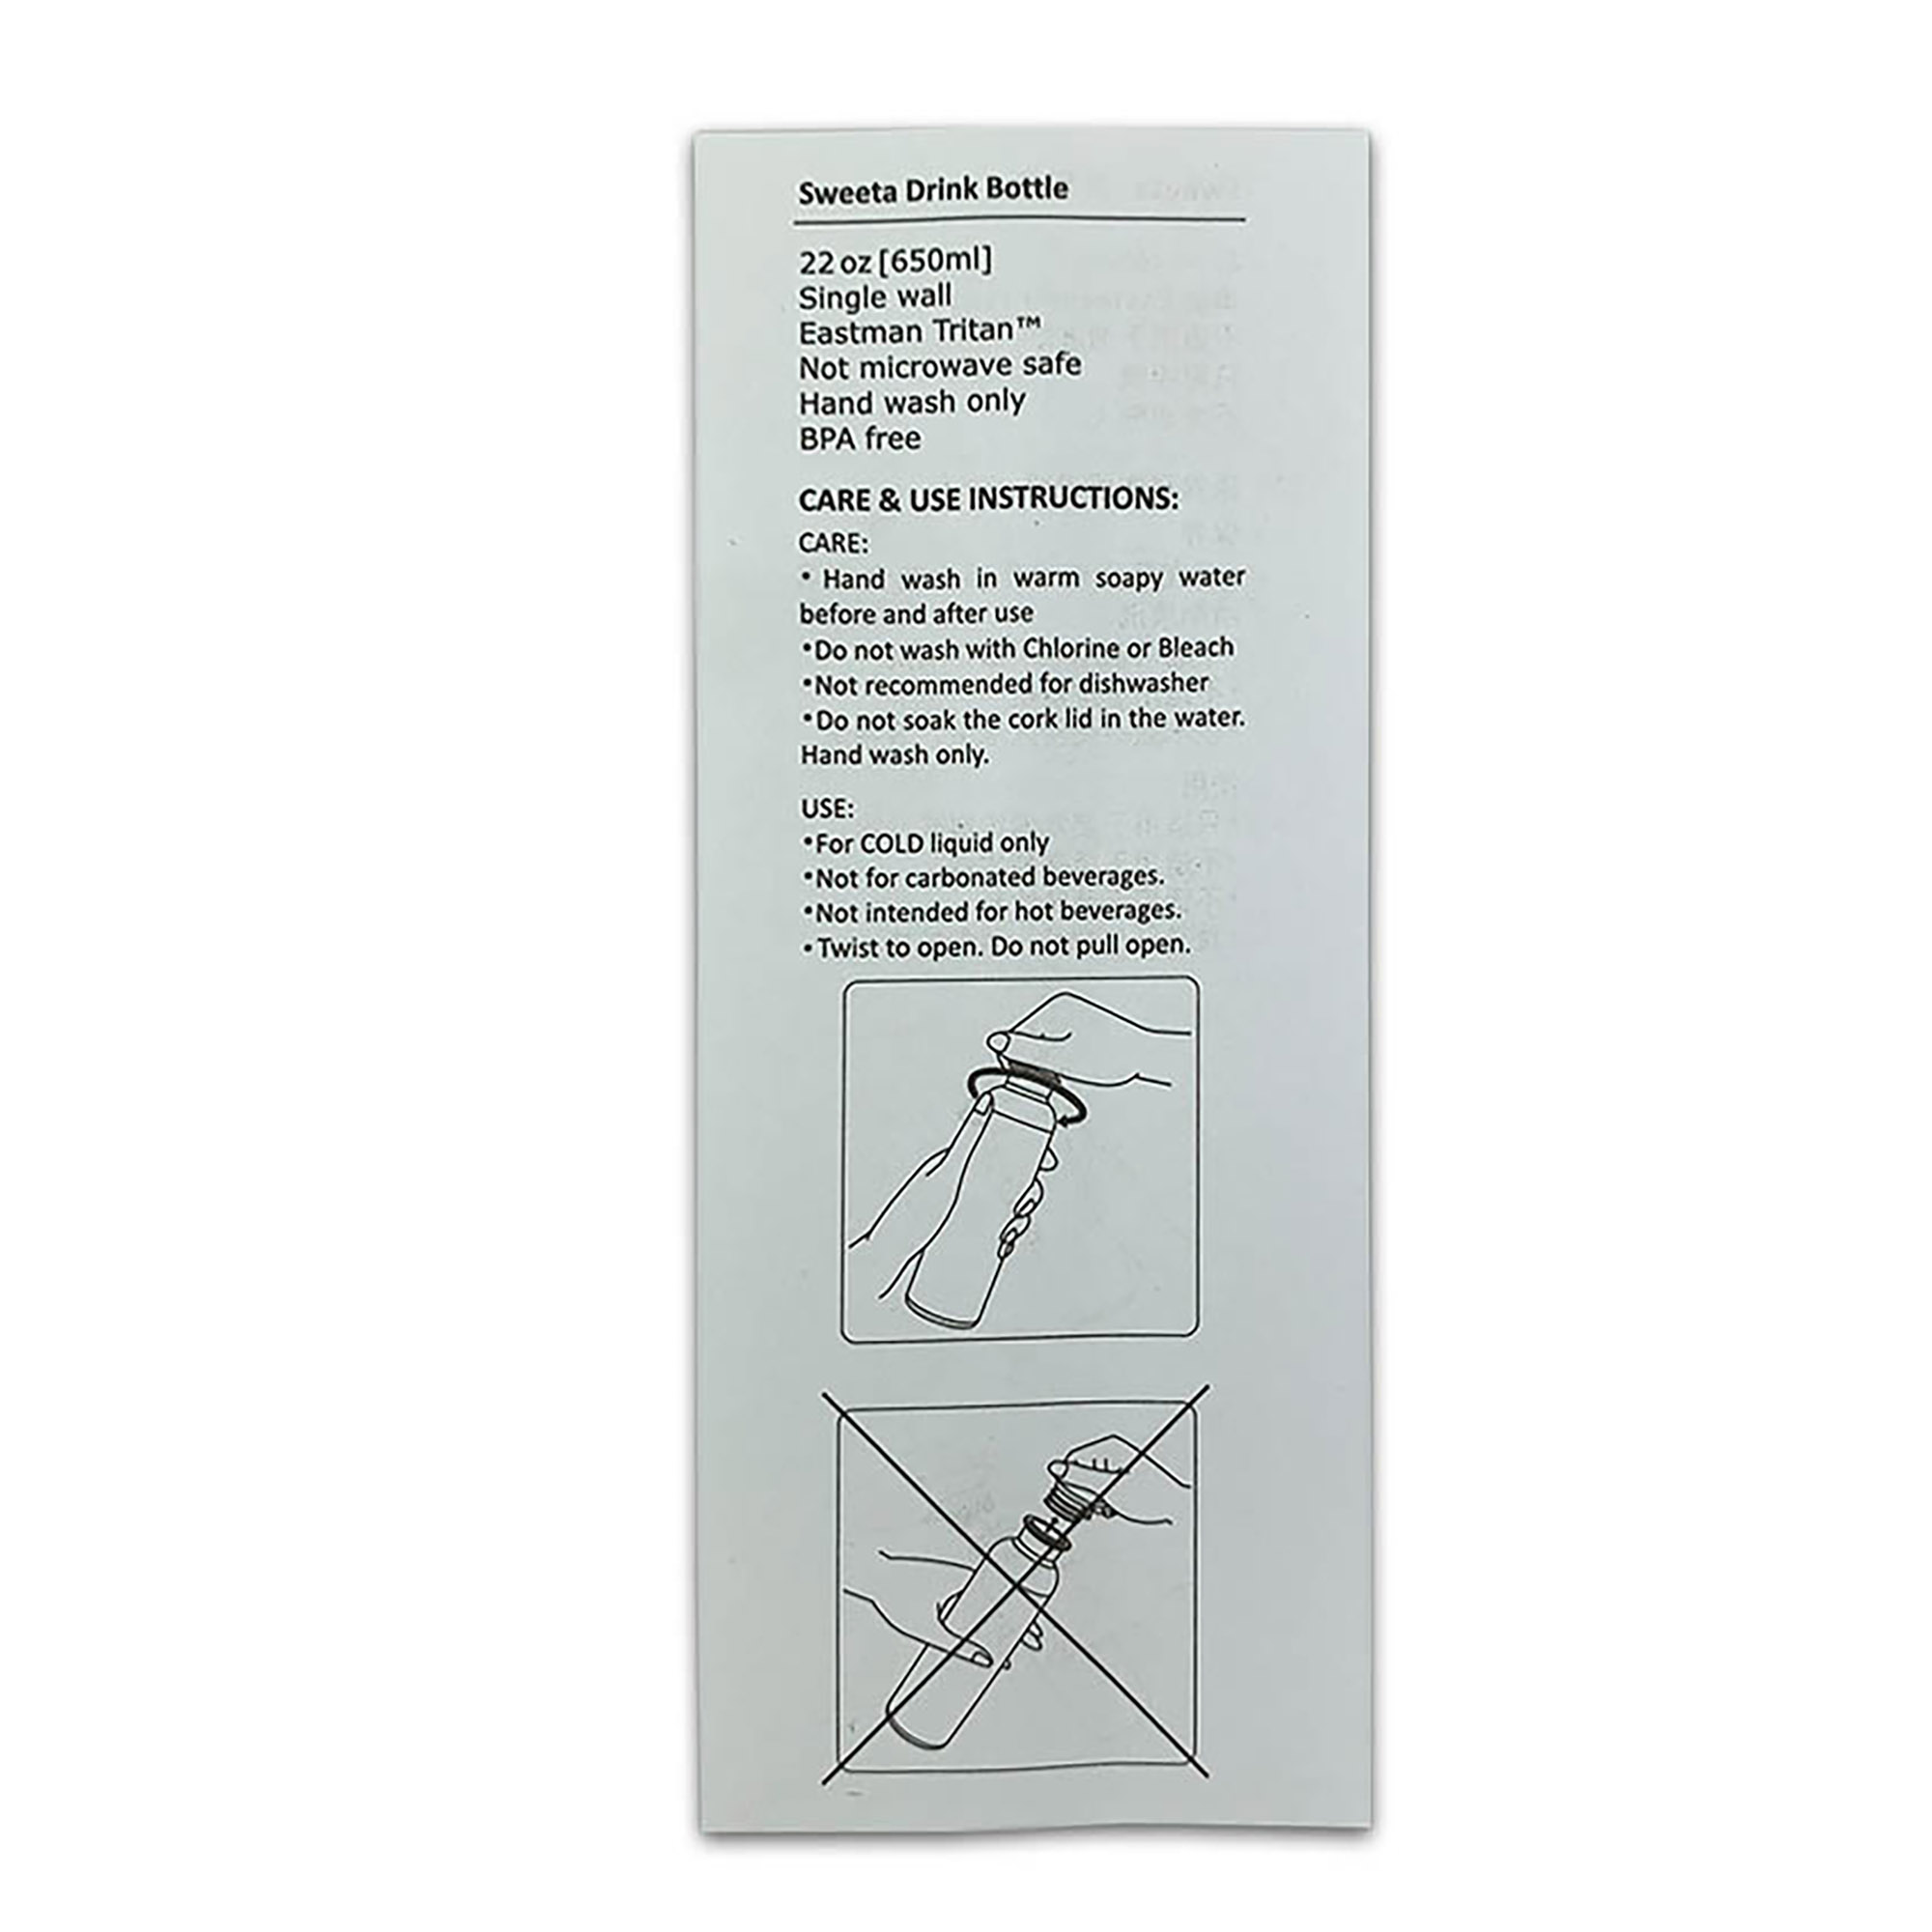 Sweeta Drink Bottle
22 oz [650ml]
Single wall
Eastman Tritan™
Not microwave safe
Hand wash only
BPA free
CARE & USE INSTRUCTIONS:
CARE:
• Hand wash in warm soapy water
before and after use
•Do not wash with Chlorine or Bleach
•Not recommended for dishwasher
•Do not soak the cork lid in the water.
Hand wash only.
USE:
•For COLD liquid only
•Not for carbonated beverages.
•Not intended for hot beverages.
•Twist to open. Do not pull open.